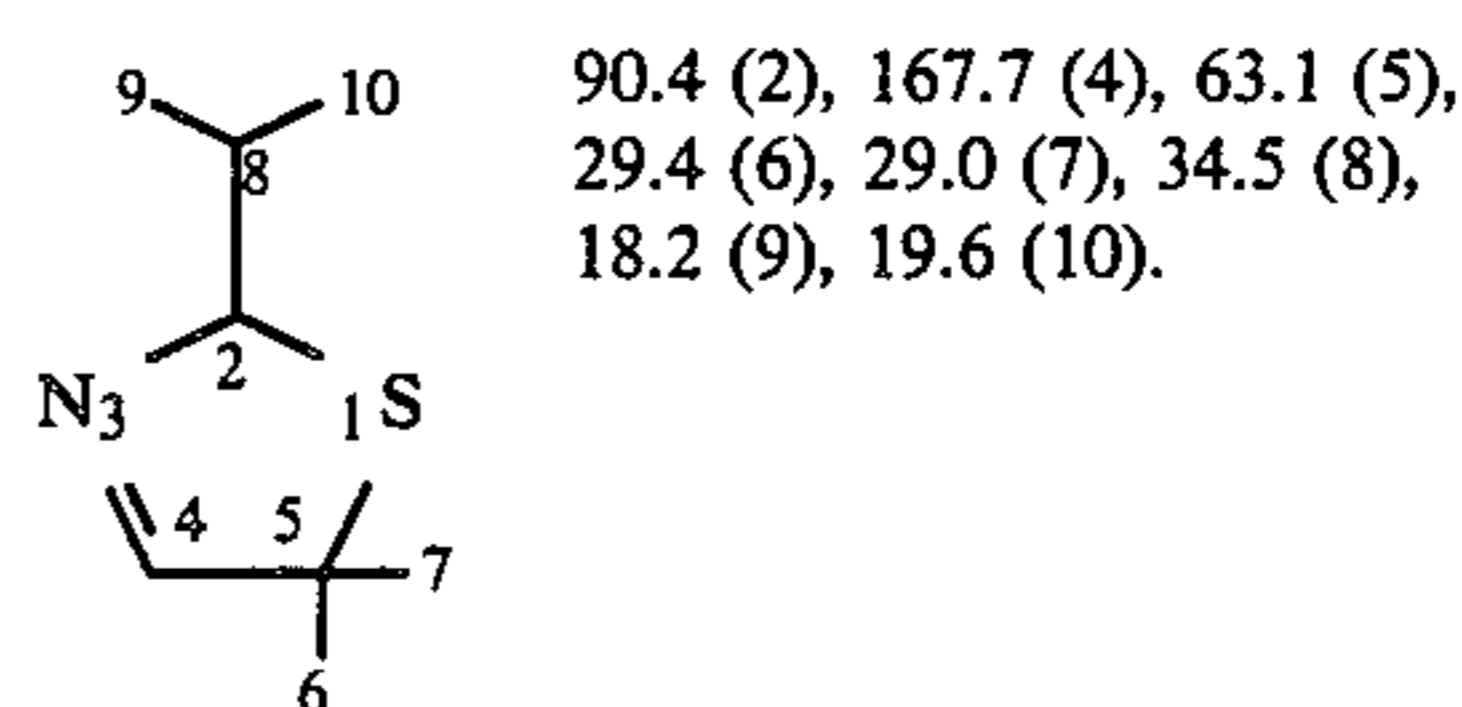 9 10
8
90.4 (2), 167.7 (4), 63.1 (5),
29.4 (6), 29.0 (7), 34.5 (8),
18.2 (9), 19.6 (10).
2
N3 1 S
4 5
7
6